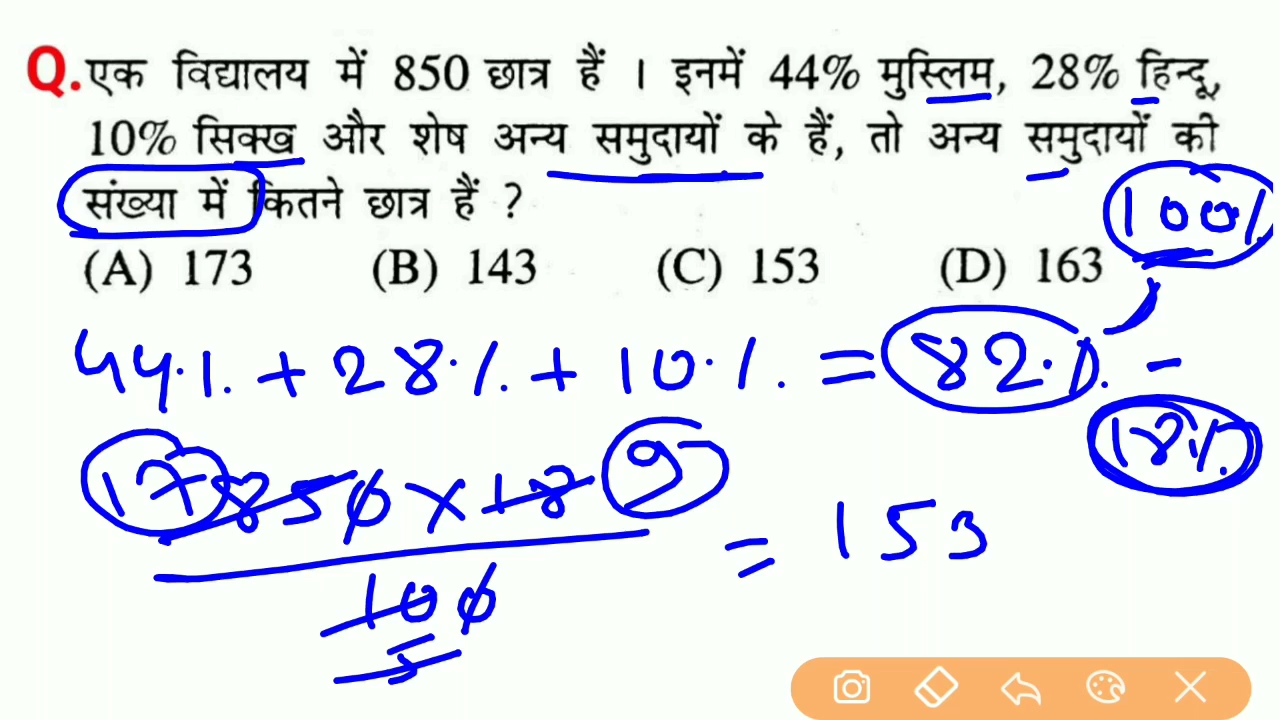 Q. एक विद्यालय में 850 छात्र हैं । इनमें 44% मुस्लिम, 28% हिन्दू,
10% सिक्ख और शेष अन्य समुदायों के हैं, तो अन्य समुदायों की
संख्या में कितने छात्र हैं ?
100%
(A) 173 (B) 143 (C) 153 (D) 163
44% + 28% + 10% = 82% -
18%
17 850 × 18 9
= 153
100
5